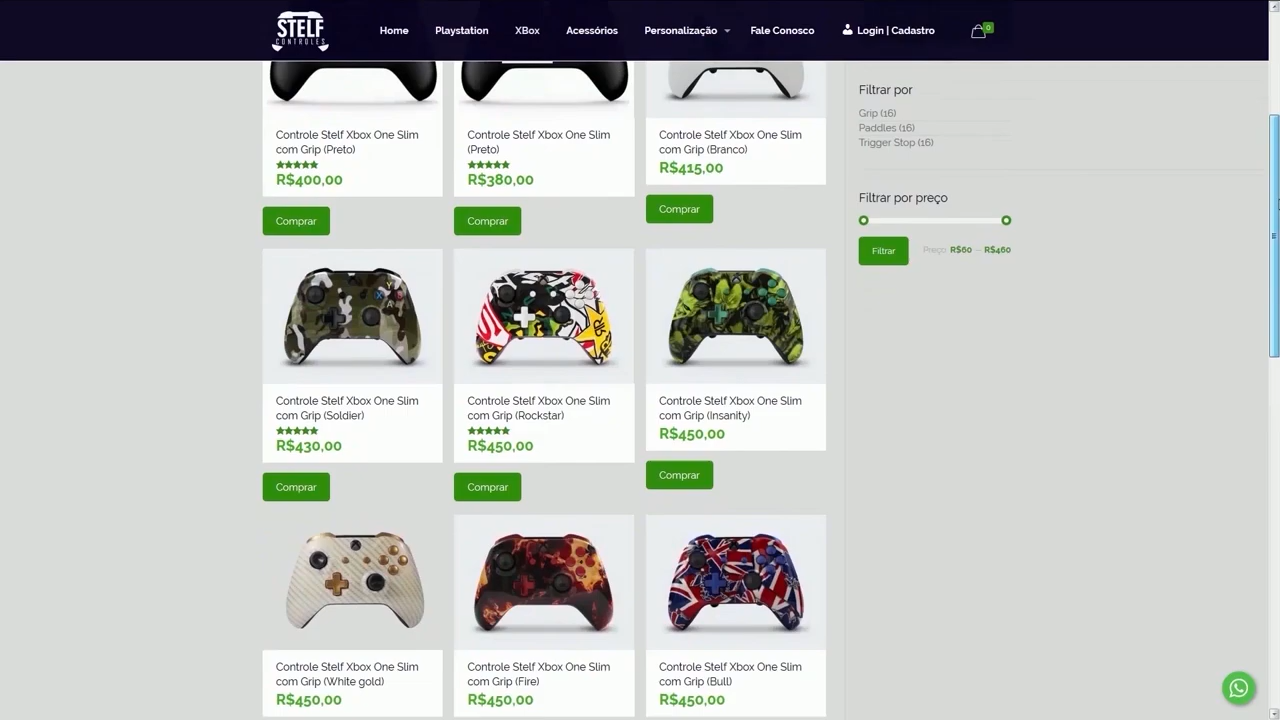 STELF
CONTROLES
Home
Playstation
XBox
Acessórios
Personalização
Fale Conosco
Login | Cadastro
0
Controle Stelf Xbox One Slim
com Grip (Preto)
R$400,00
Comprar
Controle Stelf Xbox One Slim
(Preto)
R$380,00
Comprar
Controle Stelf Xbox One Slim
com Grip (Branco)
R$415,00
Comprar
Filtrar por
Grip (16)
Paddles (16)
Trigger Stop (16)
Filtrar por preço
Filtrar
Preço: R$60 — R$460
Controle Stelf Xbox One Slim
com Grip (Soldier)
R$430,00
Comprar
Controle Stelf Xbox One Slim
com Grip (Rockstar)
R$450,00
Comprar
Controle Stelf Xbox One Slim
com Grip (Insanity)
R$450,00
Comprar
Controle Stelf Xbox One Slim
com Grip (White gold)
R$450,00
Controle Stelf Xbox One Slim
com Grip (Fire)
R$450,00
Controle Stelf Xbox One Slim
com Grip (Bull)
R$450,00